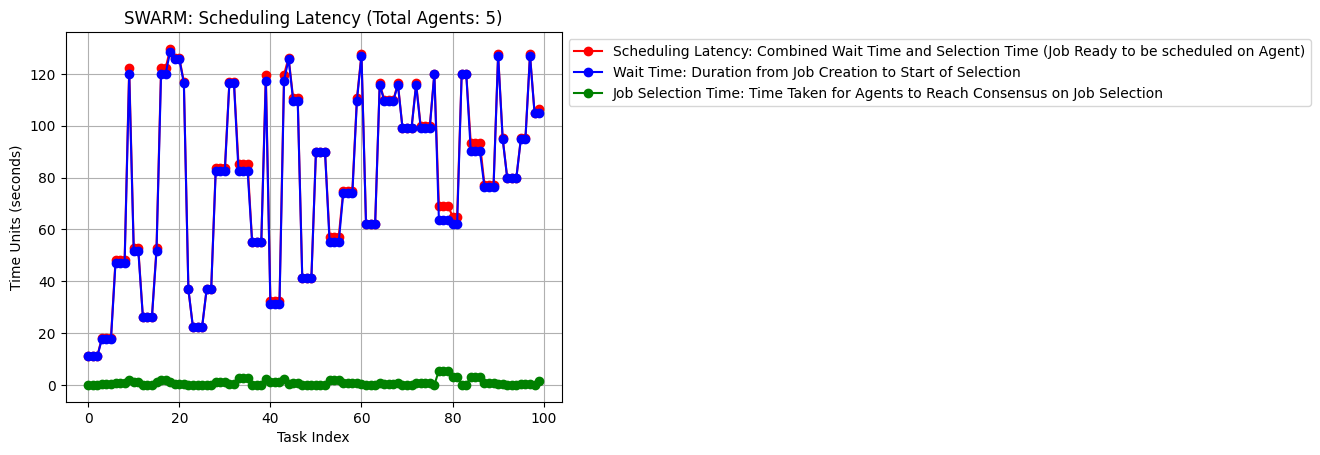 SWARM: Scheduling Latency (Total Agents: 5)
Scheduling Latency: Combined Wait Time and Selection Time (Job Ready to be scheduled on Agent)
Wait Time: Duration from Job Creation to Start of Selection
Job Selection Time: Time Taken for Agents to Reach Consensus on Job Selection
Time Units (seconds)
120
100
80
60
40
20
0
0 20 40 60 80 100
Task Index